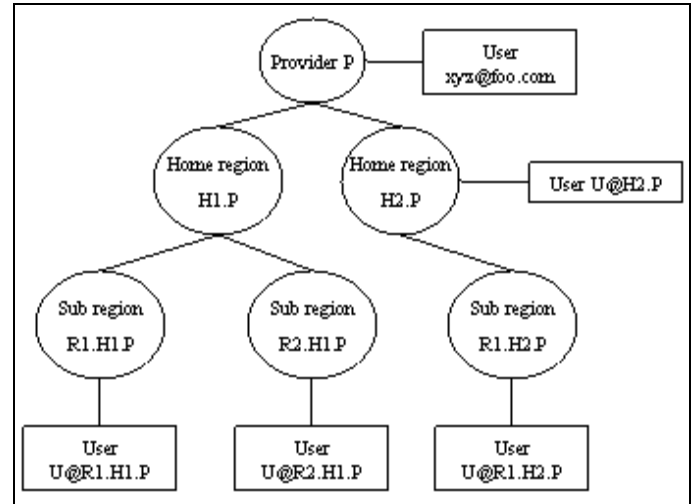 Provider P
User
xyz@foo.com
Home region
H1.P
Home region
H2.P
User U@H2.P
Sub region
R1.H1.P
Sub region
R2.H1.P
Sub region
R1.H2.P
User
U@R1.H1.P
User
U@R2.H1.P
User
U@R1.H2.P